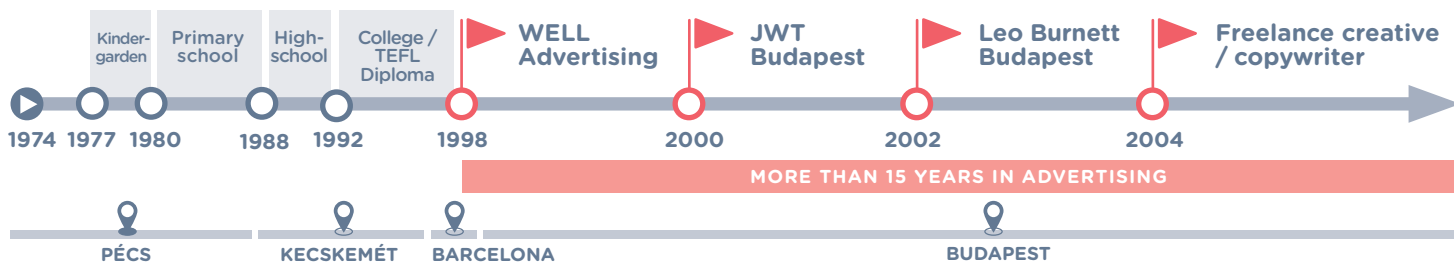 Kinder-
garden
Primary
school
High-
school
College /
TEFL
Diploma
WELL
Advertising
JWT
Budapest
Leo Burnett
Budapest
Freelance creative
/ copywriter
1974
1977
1980
1988
1992
1998
2000
2002
2004
MORE THAN 15 YEARS IN ADVERTISING
PÉCS
KECSKEMÉT
BARCELONA
BUDAPEST